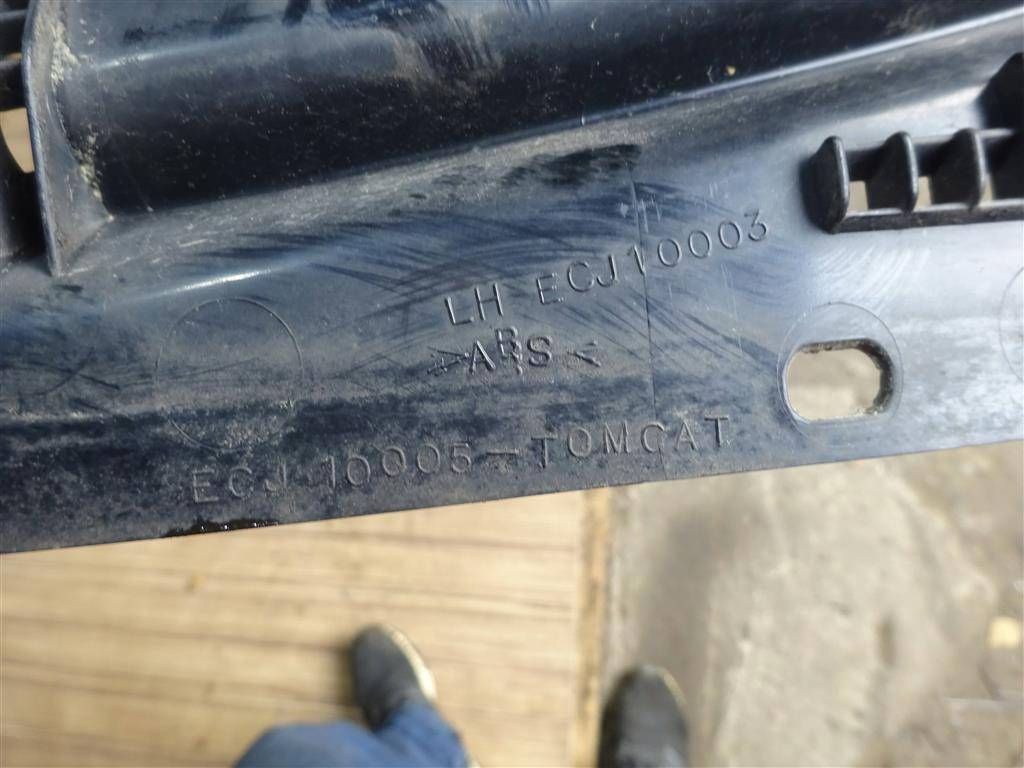 LH ECJ10003
>ABS<
ECJ 10005-TOMCAT